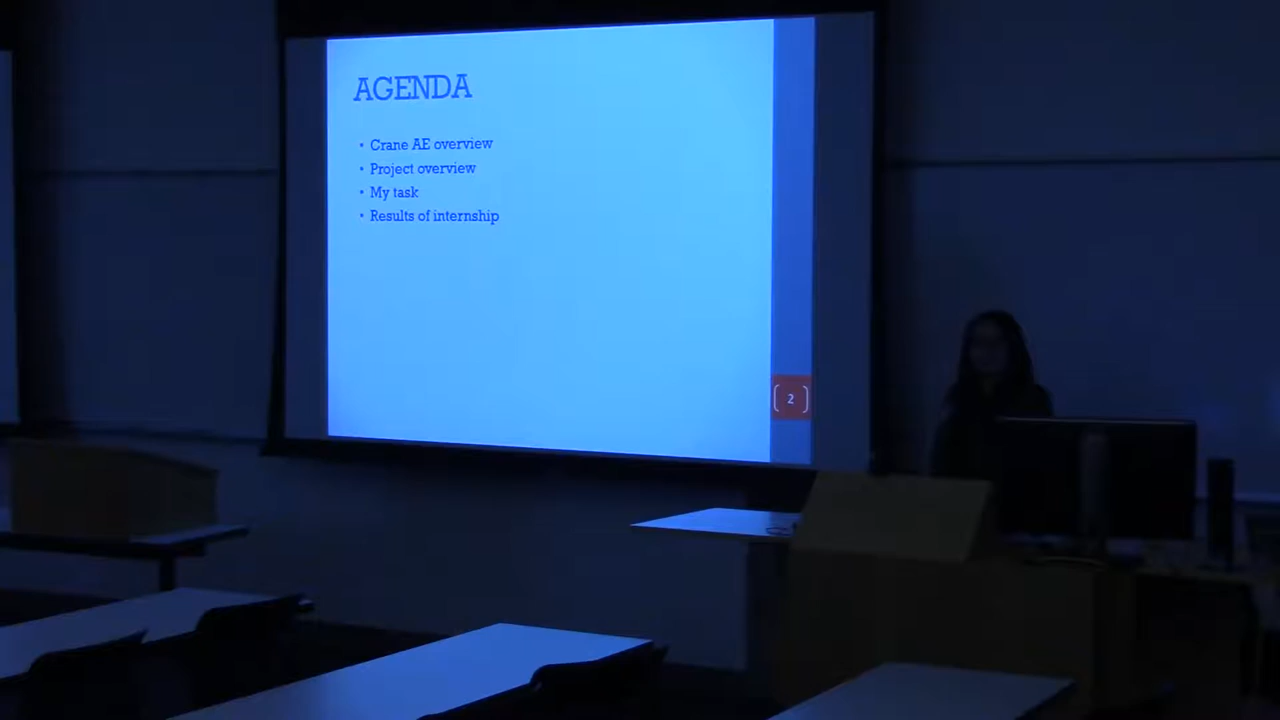 AGENDA
• Crane AE overview
• Project overview
• My task
• Results of internship
2